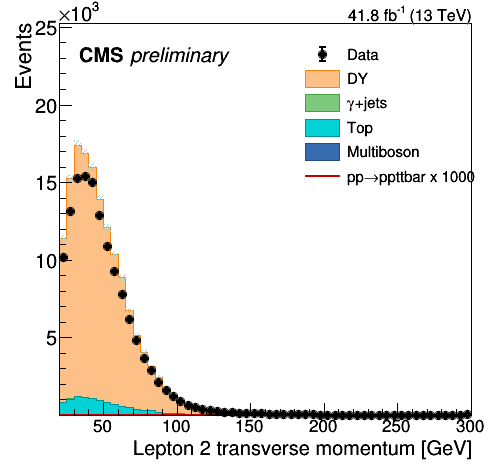 ×10³
41.8 fb⁻¹ (13 TeV)
Events
CMS preliminary
Data
DY
γ+jets
Top
Multiboson
pp→ppttbar x 1000
25
20
15
10
5
50 100 150 200 250 300
Lepton 2 transverse momentum [GeV]